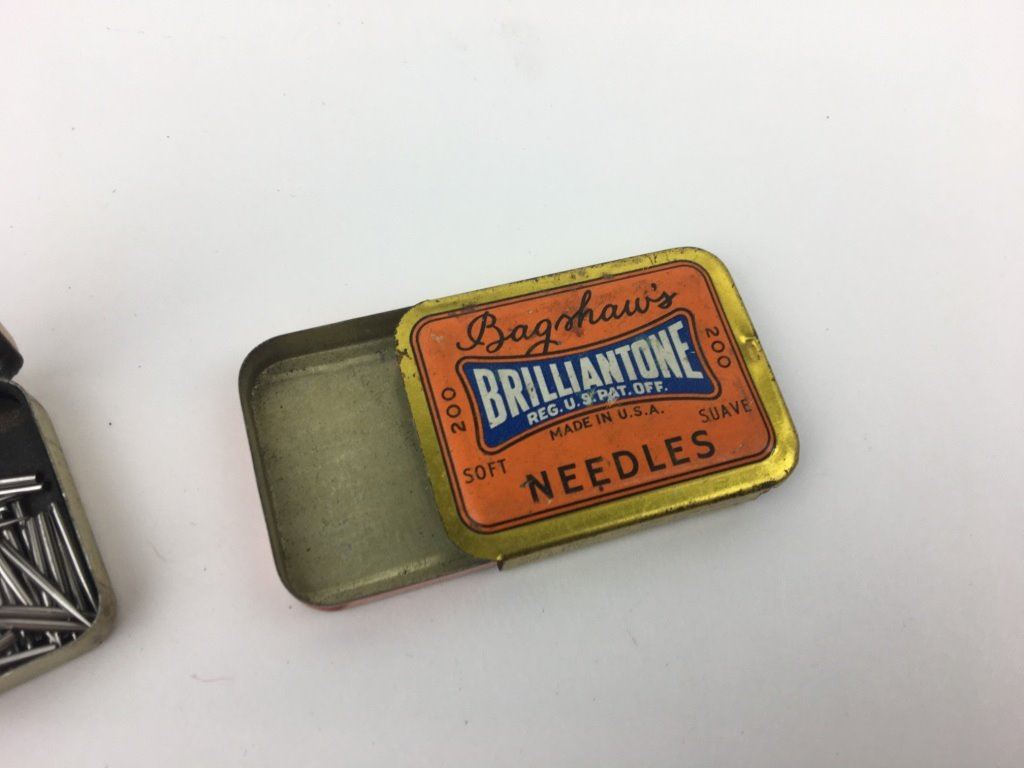 Bagshaw's
BRILLIANTONE
REG. U.S. PAT. OFF.
MADE IN U.S.A.
200
200
SOFT
SUAVE
NEEDLES